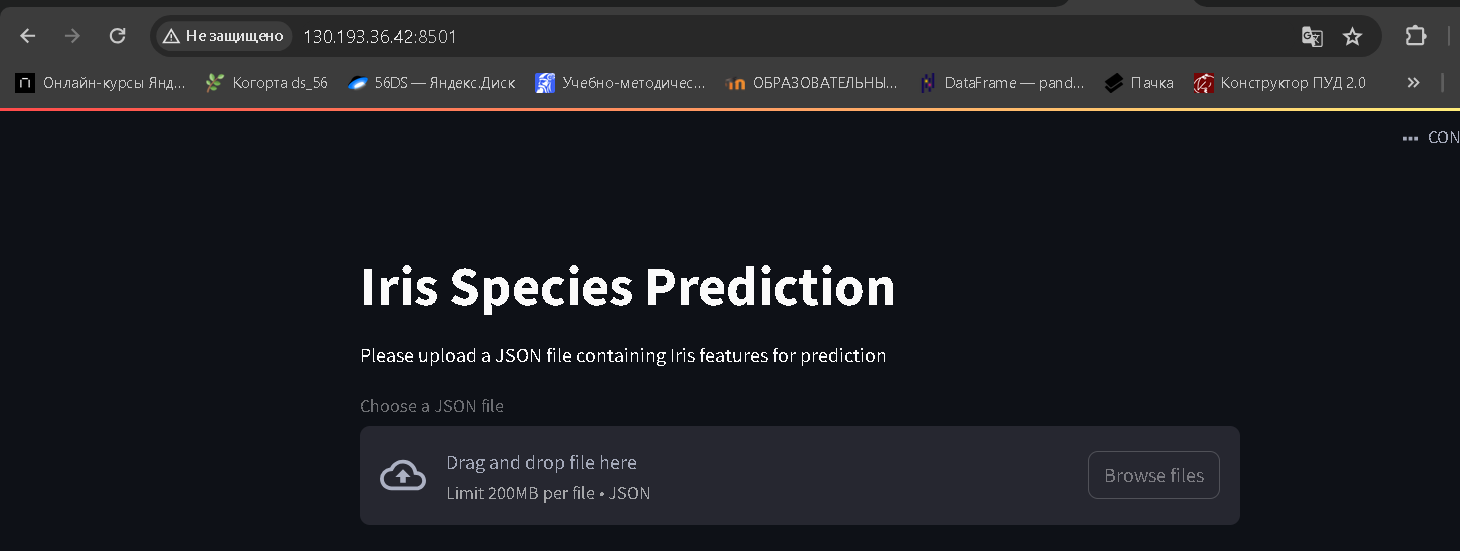 Не защищено 130.193.36.42:8501
Онлайн-курсы Янд... Когорта ds_56 56DS — Яндекс.Диск Учебно-методичес... ОБРАЗОВАТЕЛЬНЫ... DataFrame — pand... Пачка Конструктор ПУД 2.0 »
CON
Iris Species Prediction
Please upload a JSON file containing Iris features for prediction
Choose a JSON file
Drag and drop file here
Limit 200MB per file • JSON
Browse files